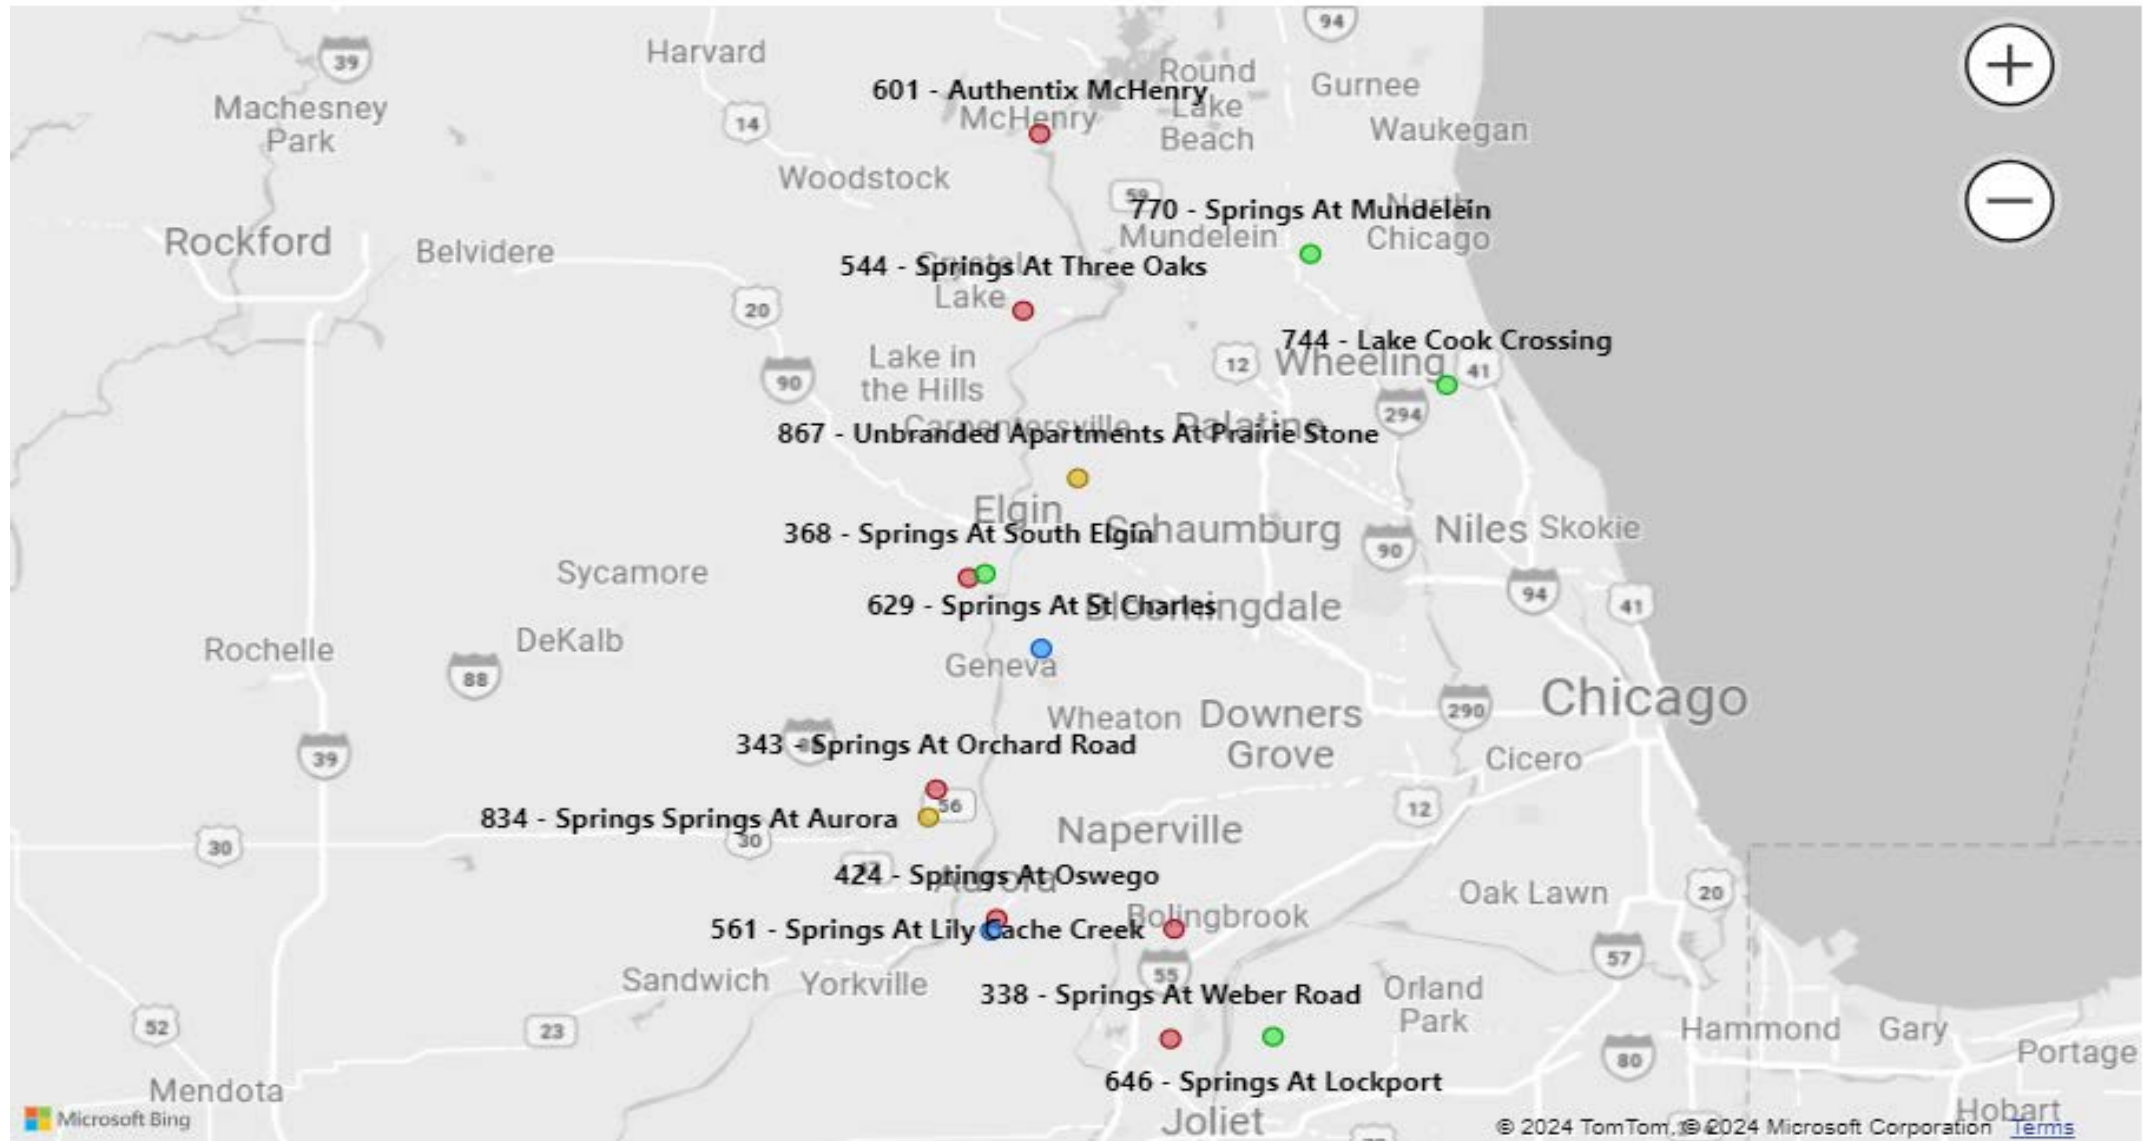 94
39
Harvard
Round
Lake
Beach
Gurnee
601 - Authentix McHenry
McHenry
Machesney
Park
14
Waukegan
Woodstock
59
770 - Springs At Mundelein
North
Chicago
Mundelein
Rockford
Belvidere
544 - Springs At Three Oaks
Crystal
Lake
20
744 - Lake Cook Crossing
Wheeling
12
41
Lake in
the Hills
90
294
Carpentersville
Palatine
867 - Unbranded Apartments At Prairie Stone
Elgin
368 - Springs At South Elgin
Schaumburg
Niles
Skokie
90
Sycamore
94
41
629 - Springs At St Charles
Bloomingdale
DeKalb
Rochelle
88
Geneva
Chicago
Wheaton
Downers
Grove
290
343 - Springs At Orchard Road
39
Cicero
56
12
834 - Springs Springs At Aurora
Naperville
30
30
424 - Springs At Oswego
Aurora
Oak Lawn
20
Bolingbrook
561 - Springs At Lily Cache Creek
57
Sandwich
Yorkville
55
338 - Springs At Weber Road
Orland
Park
52
23
Hammond
Gary
80
Portage
646 - Springs At Lockport
Mendota
Joliet
Hobart
Microsoft Bing
© 2024 TomTom, © 2024 Microsoft Corporation Terms